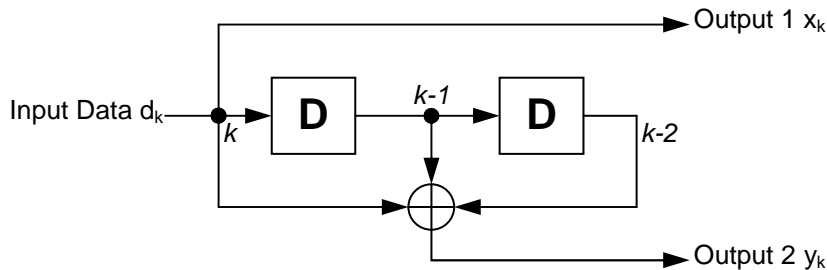 Output 1 xk
Input Data dk
D
k-1
D
k
k-2
Output 2 yk